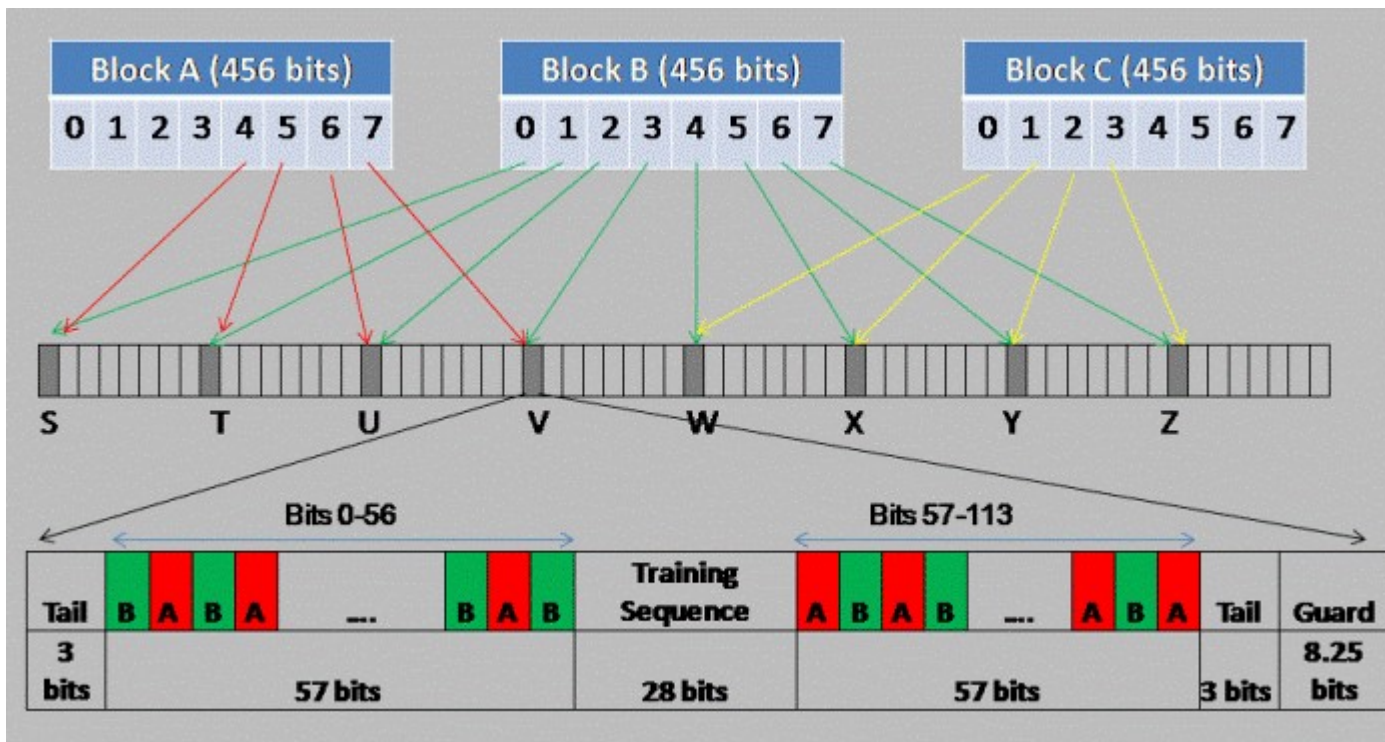 Block A (456 bits)
0 1 2 3 4 5 6 7
Block B (456 bits)
0 1 2 3 4 5 6 7
Block C (456 bits)
0 1 2 3 4 5 6 7
S T U V W X Y Z
Bits 0-56
Bits 57-113
Tail
B A B A .... B A B
Training
Sequence
A B A B .... A B A
Tail
Guard
3
bits
57 bits
28 bits
57 bits
3 bits
8.25
bits